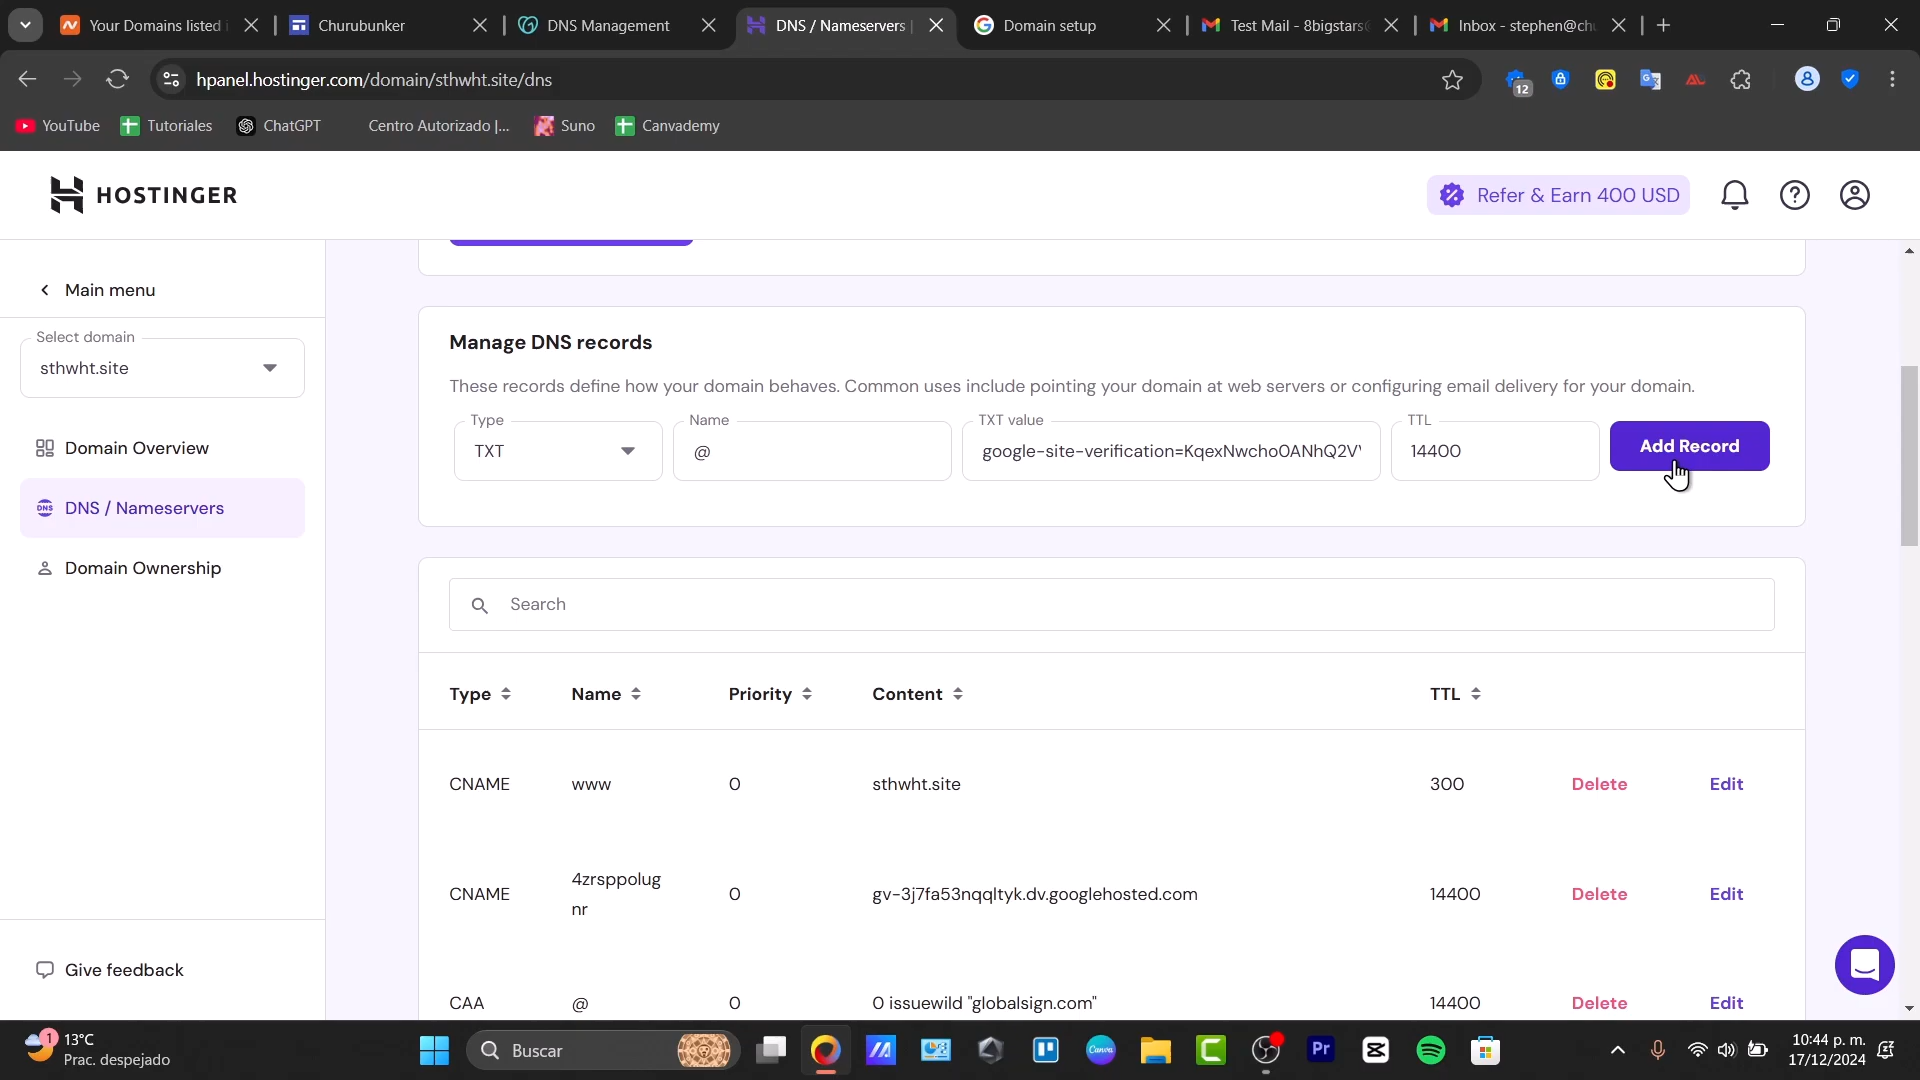 Your Domains listed i
Churubunker
DNS Management
DNS / Nameservers |
Domain setup
Test Mail - 8bigstars@
Inbox - stephen@chu
hpanel.hostinger.com/domain/sthwht.site/dns
12
YouTube
Tutoriales
ChatGPT
Centro Autorizado |...
Suno
Canvademy
HOSTINGER
Refer & Earn 400 USD
Main menu
Select domain
sthwht.site
Domain Overview
DNS / Nameservers
Domain Ownership
Give feedback
Manage DNS records
These records define how your domain behaves. Common uses include pointing your domain at web servers or configuring email delivery for your domain.
Type
TXT
Name
@
TXT value
google-site-verification=KqexNwcho0ANhQ2V
TTL
14400
Add Record
Search
Type Name Priority Content TTL
CNAME www 0 sthwht.site 300 Delete Edit
CNAME 4zrsppolug
nr 0 gv-3j7fa53nqqltyk.dv.googlehosted.com 14400 Delete Edit
CAA @ 0 0 issuewild "globalsign.com" 14400 Delete Edit
1
13°C
Prac. despejado
Buscar
Canva
Pr
10:44 p. m.
17/12/2024